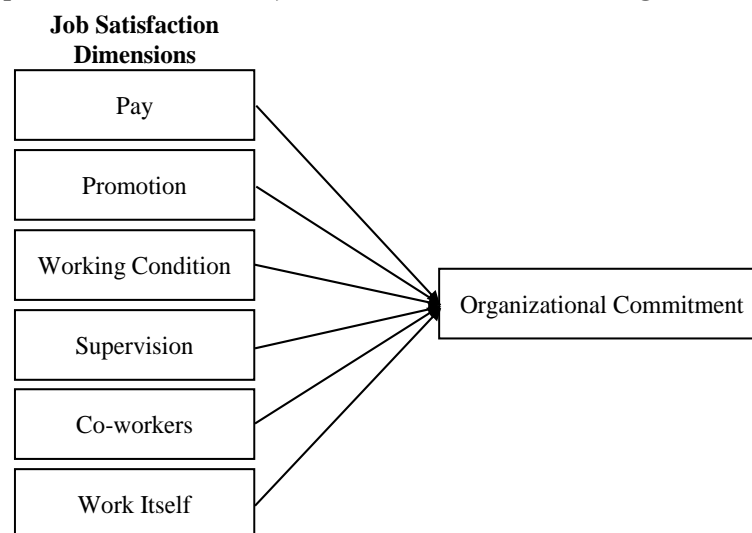 Job Satisfaction
Dimensions
Pay
Promotion
Working Condition
Organizational Commitment
Supervision
Co-workers
Work Itself